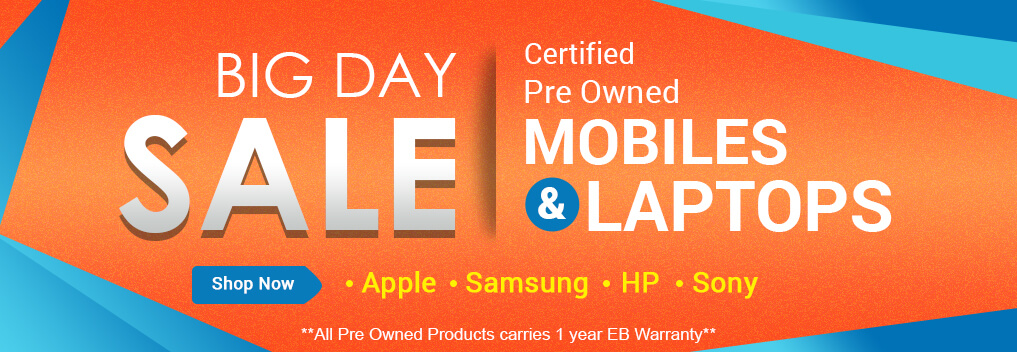 BIG DAY
SALE
Certified
Pre Owned
MOBILES
& LAPTOPS
Shop Now
• Apple • Samsung • HP • Sony
**All Pre Owned Products carries 1 year EB Warranty**